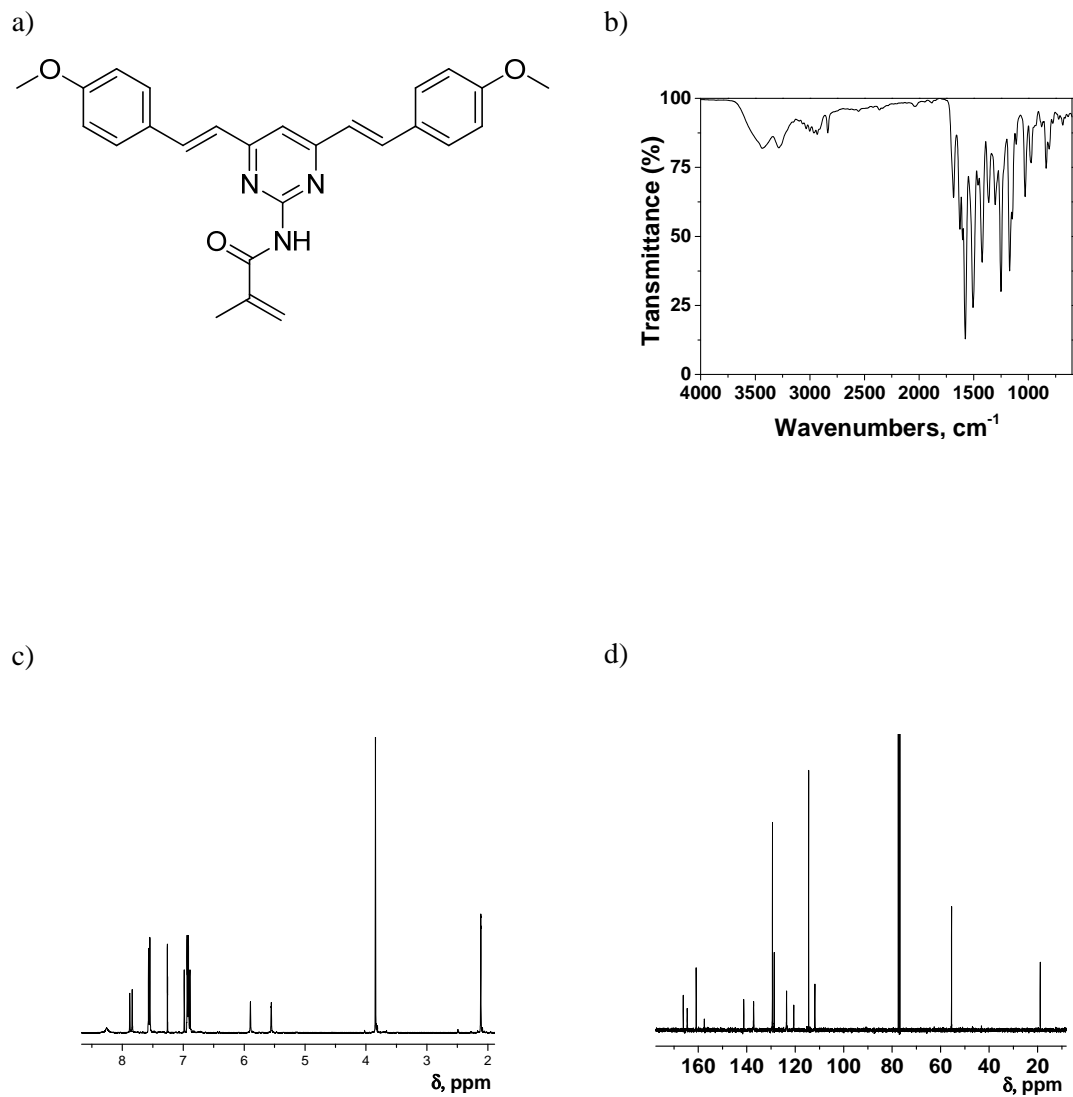 a)
O
O
N
N
O
NH
b)
100
75
50
25
0
Transmittance (%)
4000 3500 3000 2500 2000 1500 1000
Wavenumbers, cm-1
c)
8 7 6 5 4 3 2
δ, ppm
d)
160 140 120 100 80 60 40 20
δ, ppm